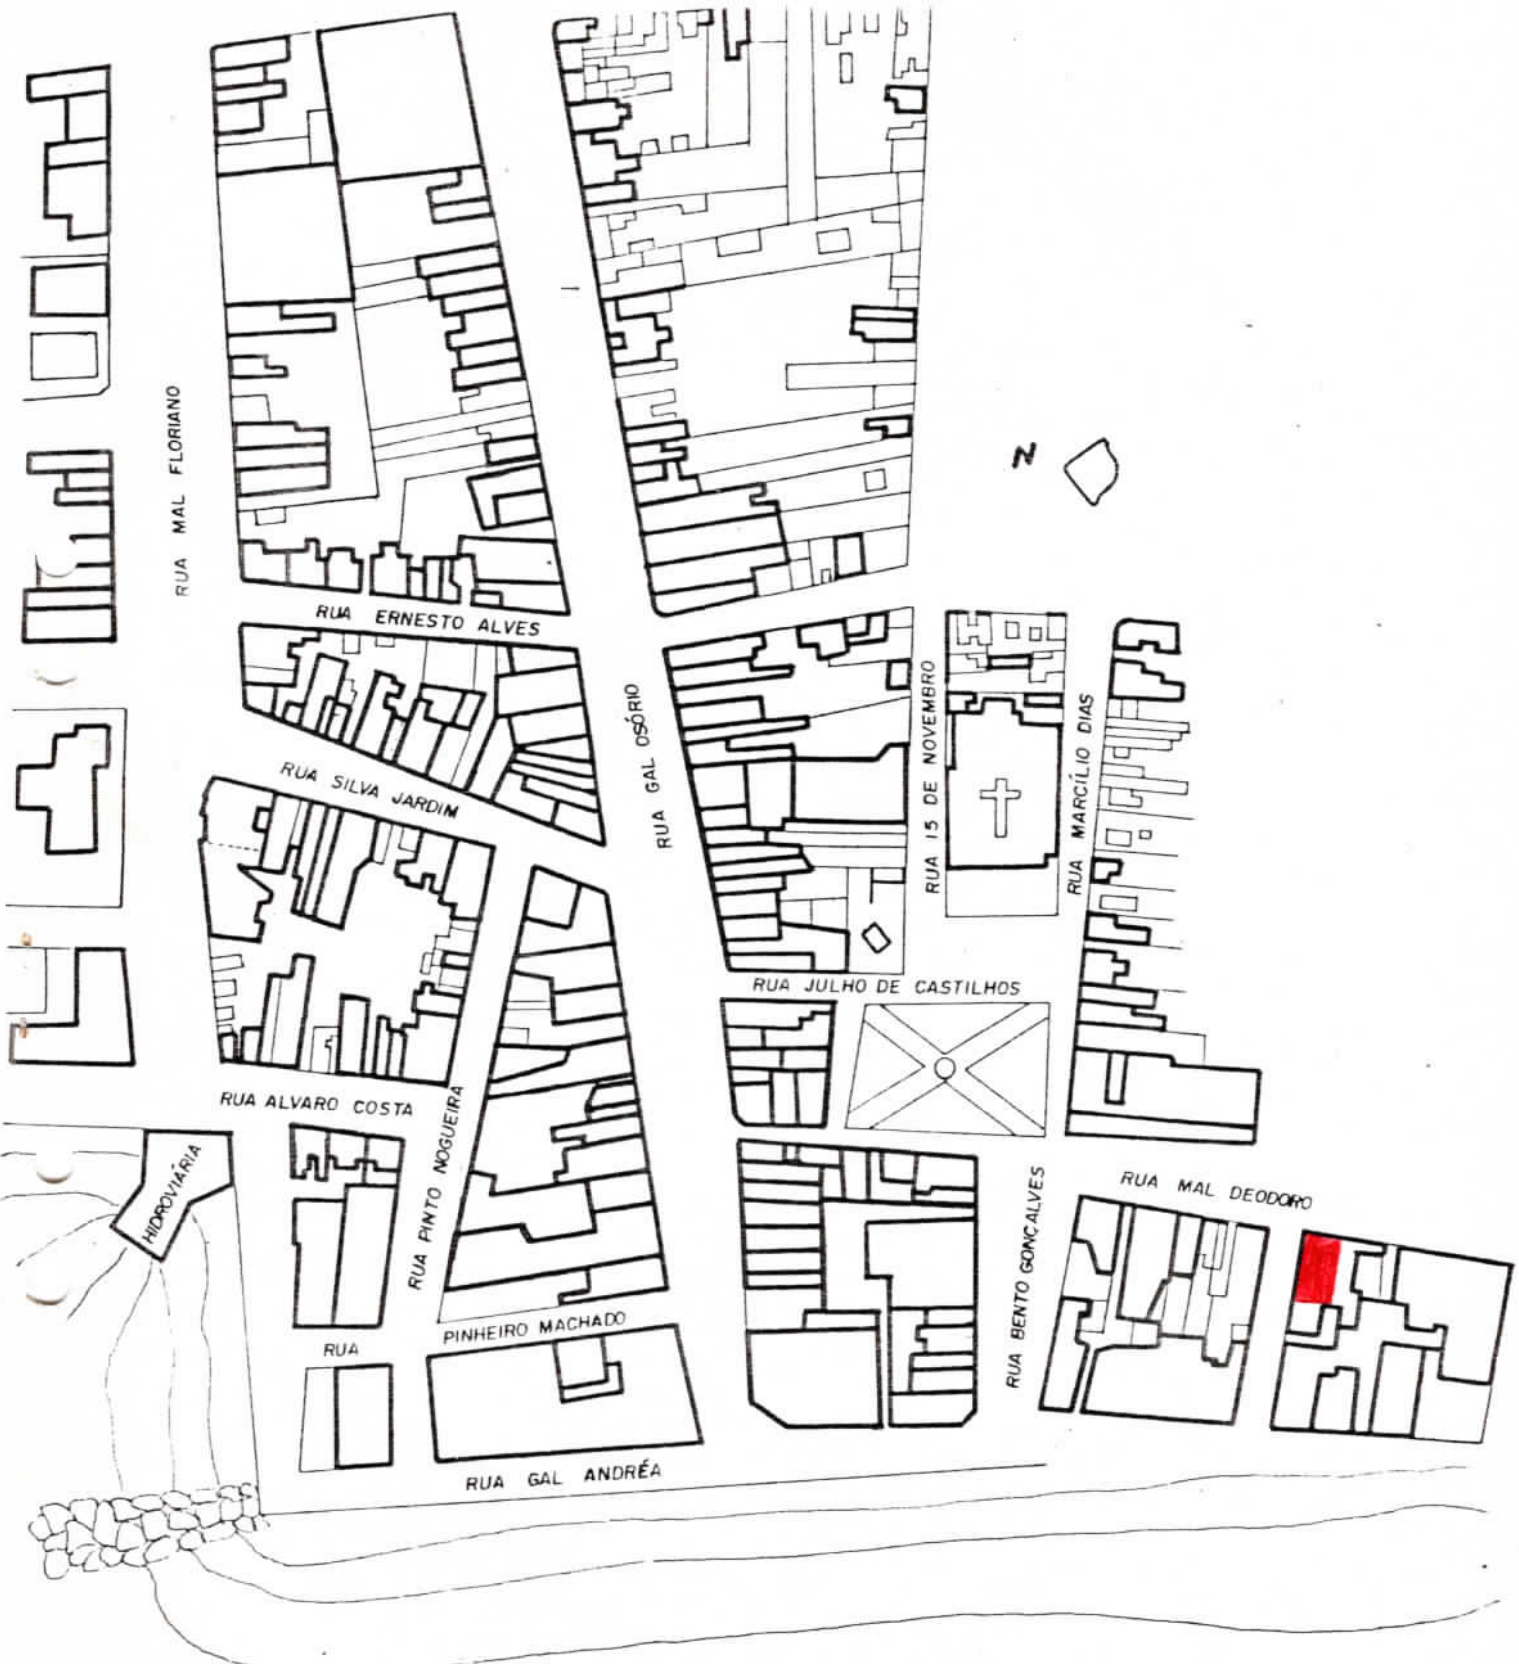 RUA MAL FLORIANO
N
RUA ERNESTO ALVES
RUA GAL OSÓRIO
RUA 15 DE NOVEMBRO
RUA MARCÍLIO DIAS
RUA SILVA JARDIM
RUA JULHO DE CASTILHOS
RUA ALVARO COSTA
RUA PINTO NOGUEIRA
HIDROVIÁRIA
RUA MAL DEODORO
RUA BENTO GONÇALVES
RUA PINHEIRO MACHADO
RUA GAL ANDRÉA